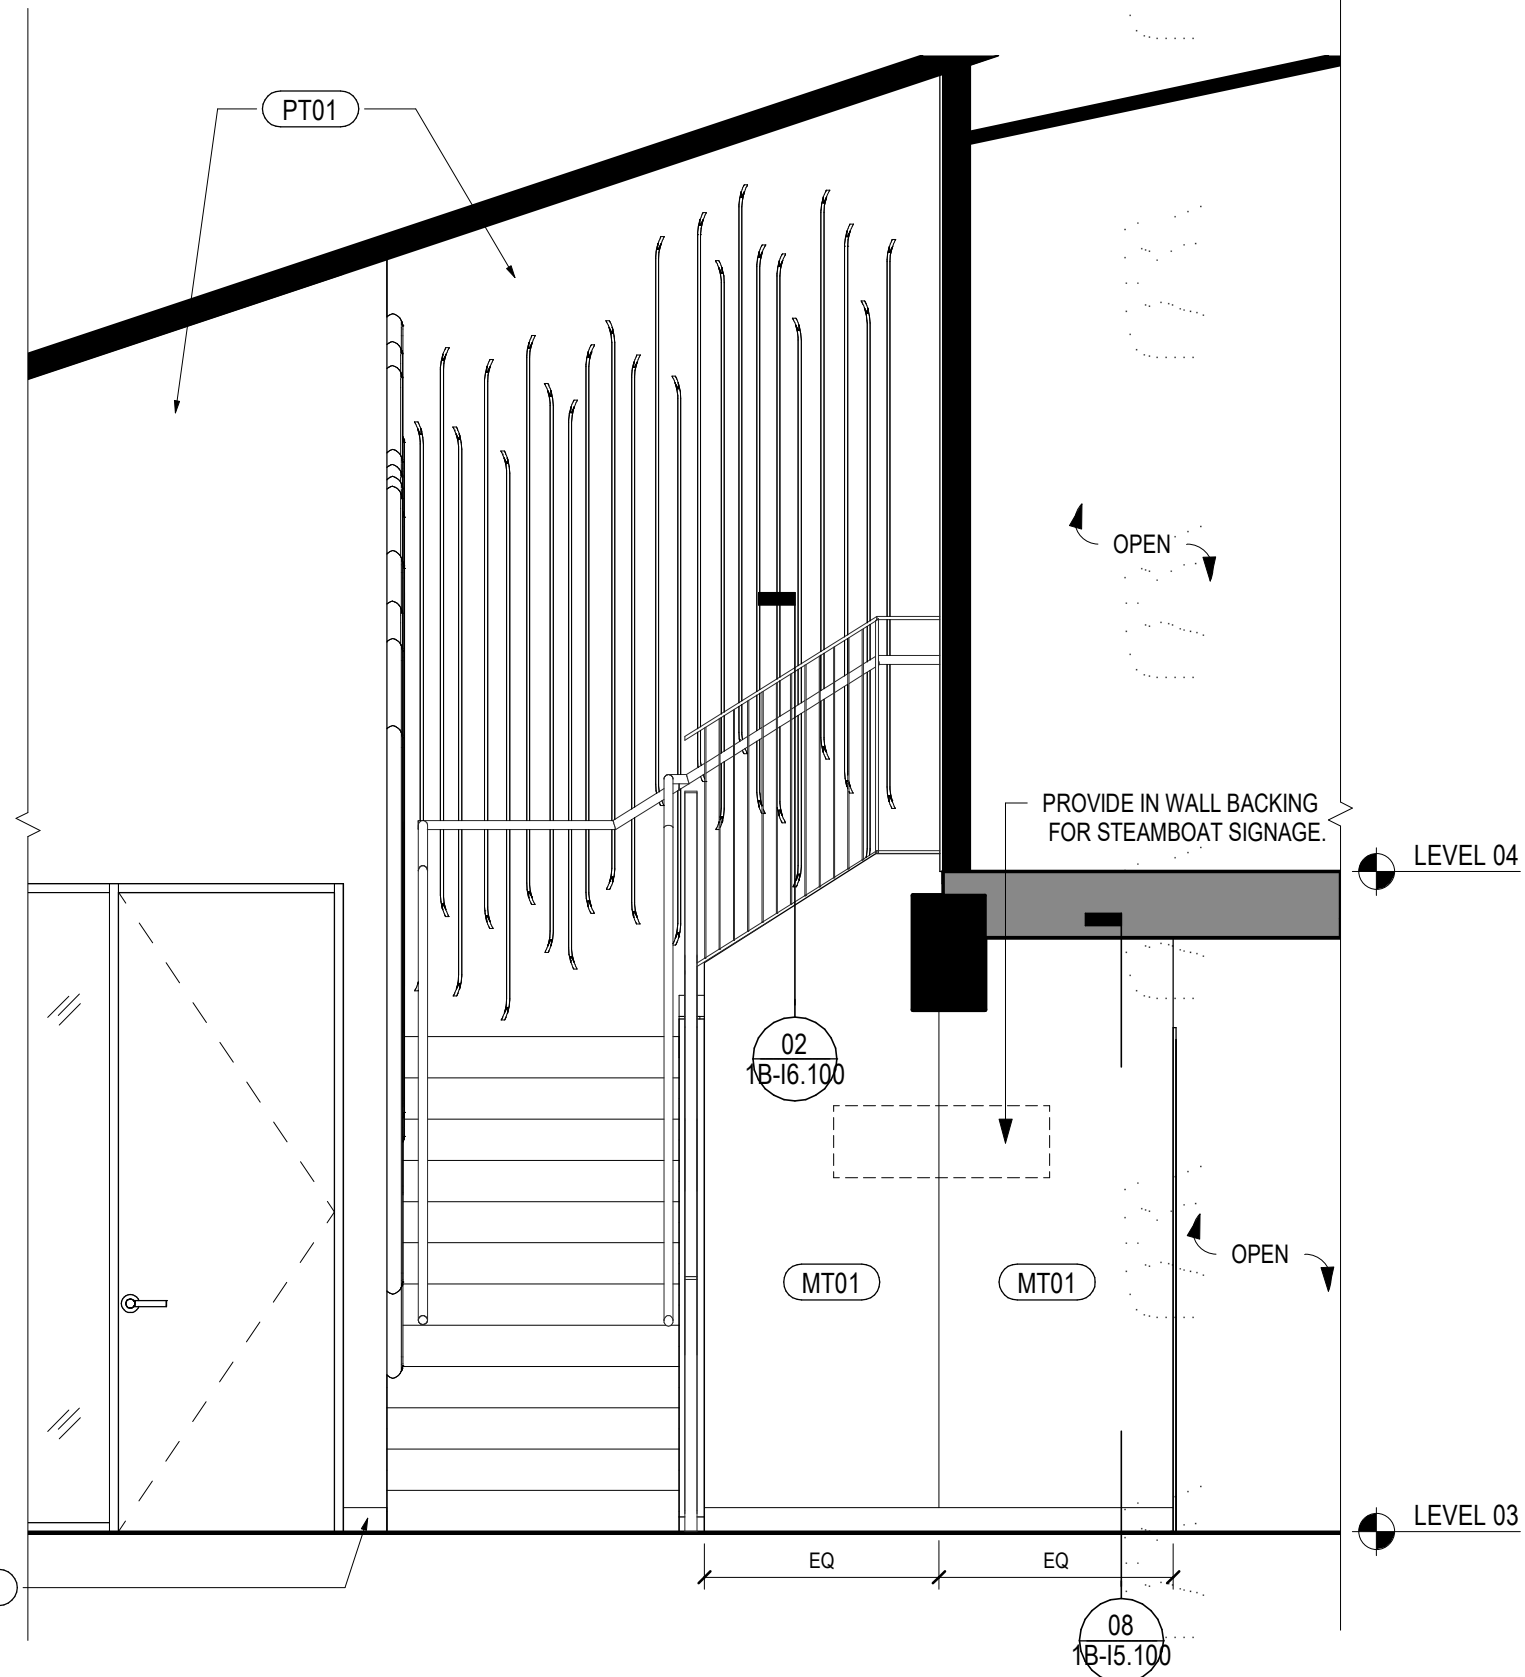 PT01
OPEN
PROVIDE IN WALL BACKING
FOR STEAMBOAT SIGNAGE.
LEVEL 04
02
1B-I6.100
OPEN
MT01
MT01
LEVEL 03
EQ
EQ
08
1B-I5.100